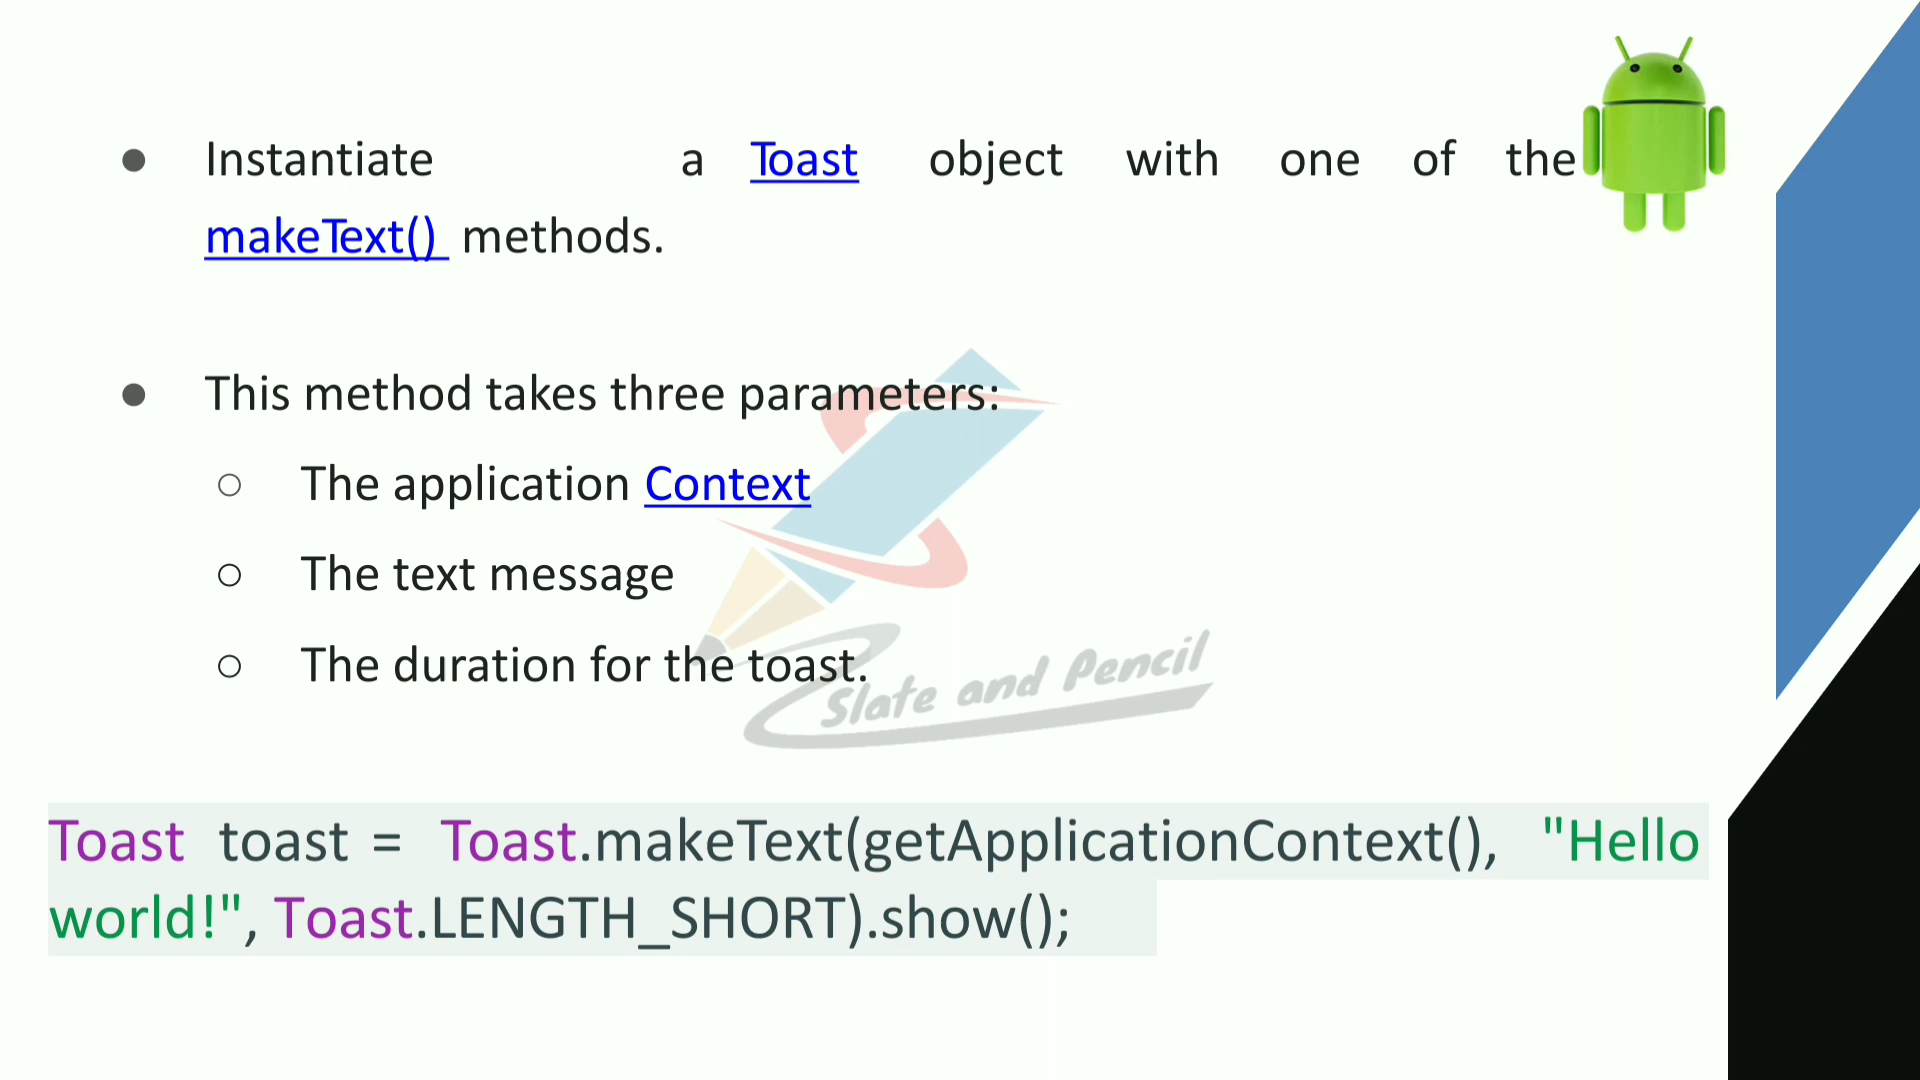 ● Instantiate a Toast object with one of the
makeText() methods.
● This method takes three parameters:
○ The application Context
○ The text message
○ The duration for the toast.
Slate and Pencil
Toast toast = Toast.makeText(getApplicationContext(), "Hello
world!", Toast.LENGTH_SHORT).show();